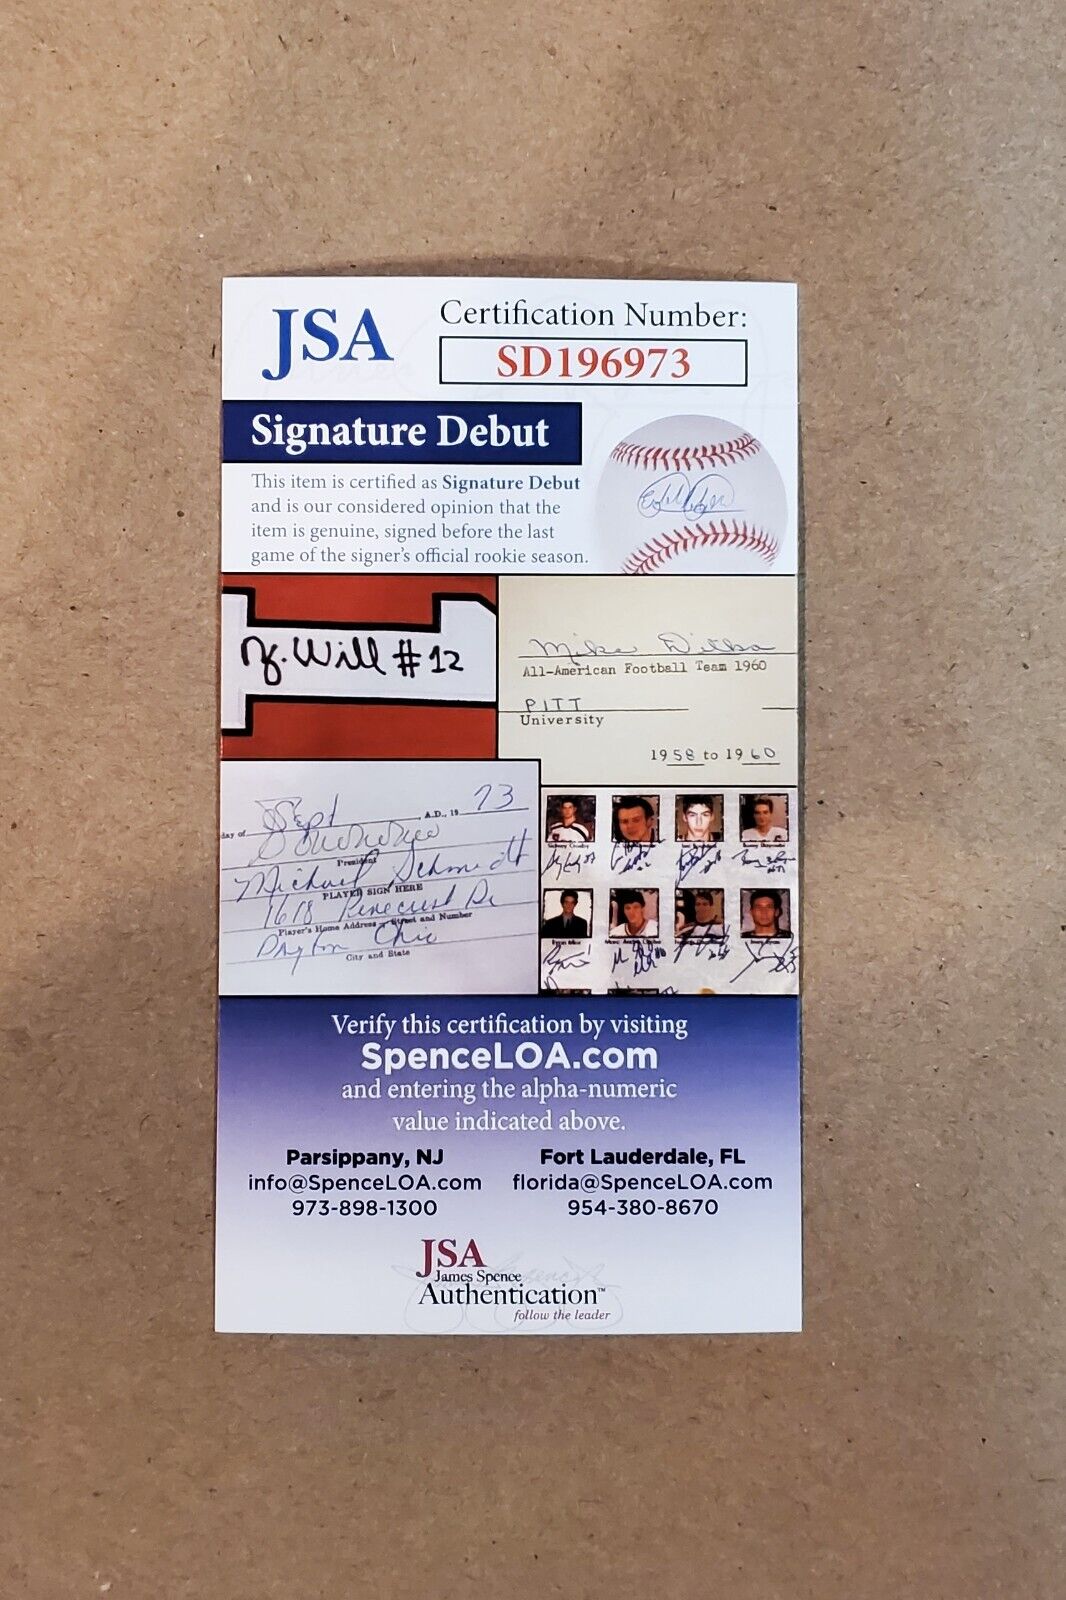 JSA
Certification Number:
SD196973
Signature Debut
This item is certified as Signature Debut
and is our considered opinion that the
item is genuine, signed before the last
game of the signer's official rookie season.
Will #12
Mike Ditka
All-American Football Team 1960
PITT
University
1958 to 1960
day of Sept A.D., 19 73
President
Michael Schmidt
PLAYER SIGN HERE
1618 Pinecrest Dr
Player's Home Address - Street and Number
Dayton Ohio
City and State
Verify this certification by visiting
SpenceLOA.com
and entering the alpha-numeric
value indicated above.
Parsippany, NJ
info@SpenceLOA.com
973-898-1300
Fort Lauderdale, FL
florida@SpenceLOA.com
954-380-8670
JSA
James Spence
Authentication™
follow the leader